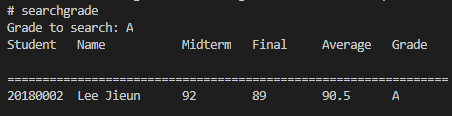 # searchgrade
Grade to search: A
Student Name Midterm Final Average Grade
===============================================================
20180002 Lee Jieun 92 89 90.5 A